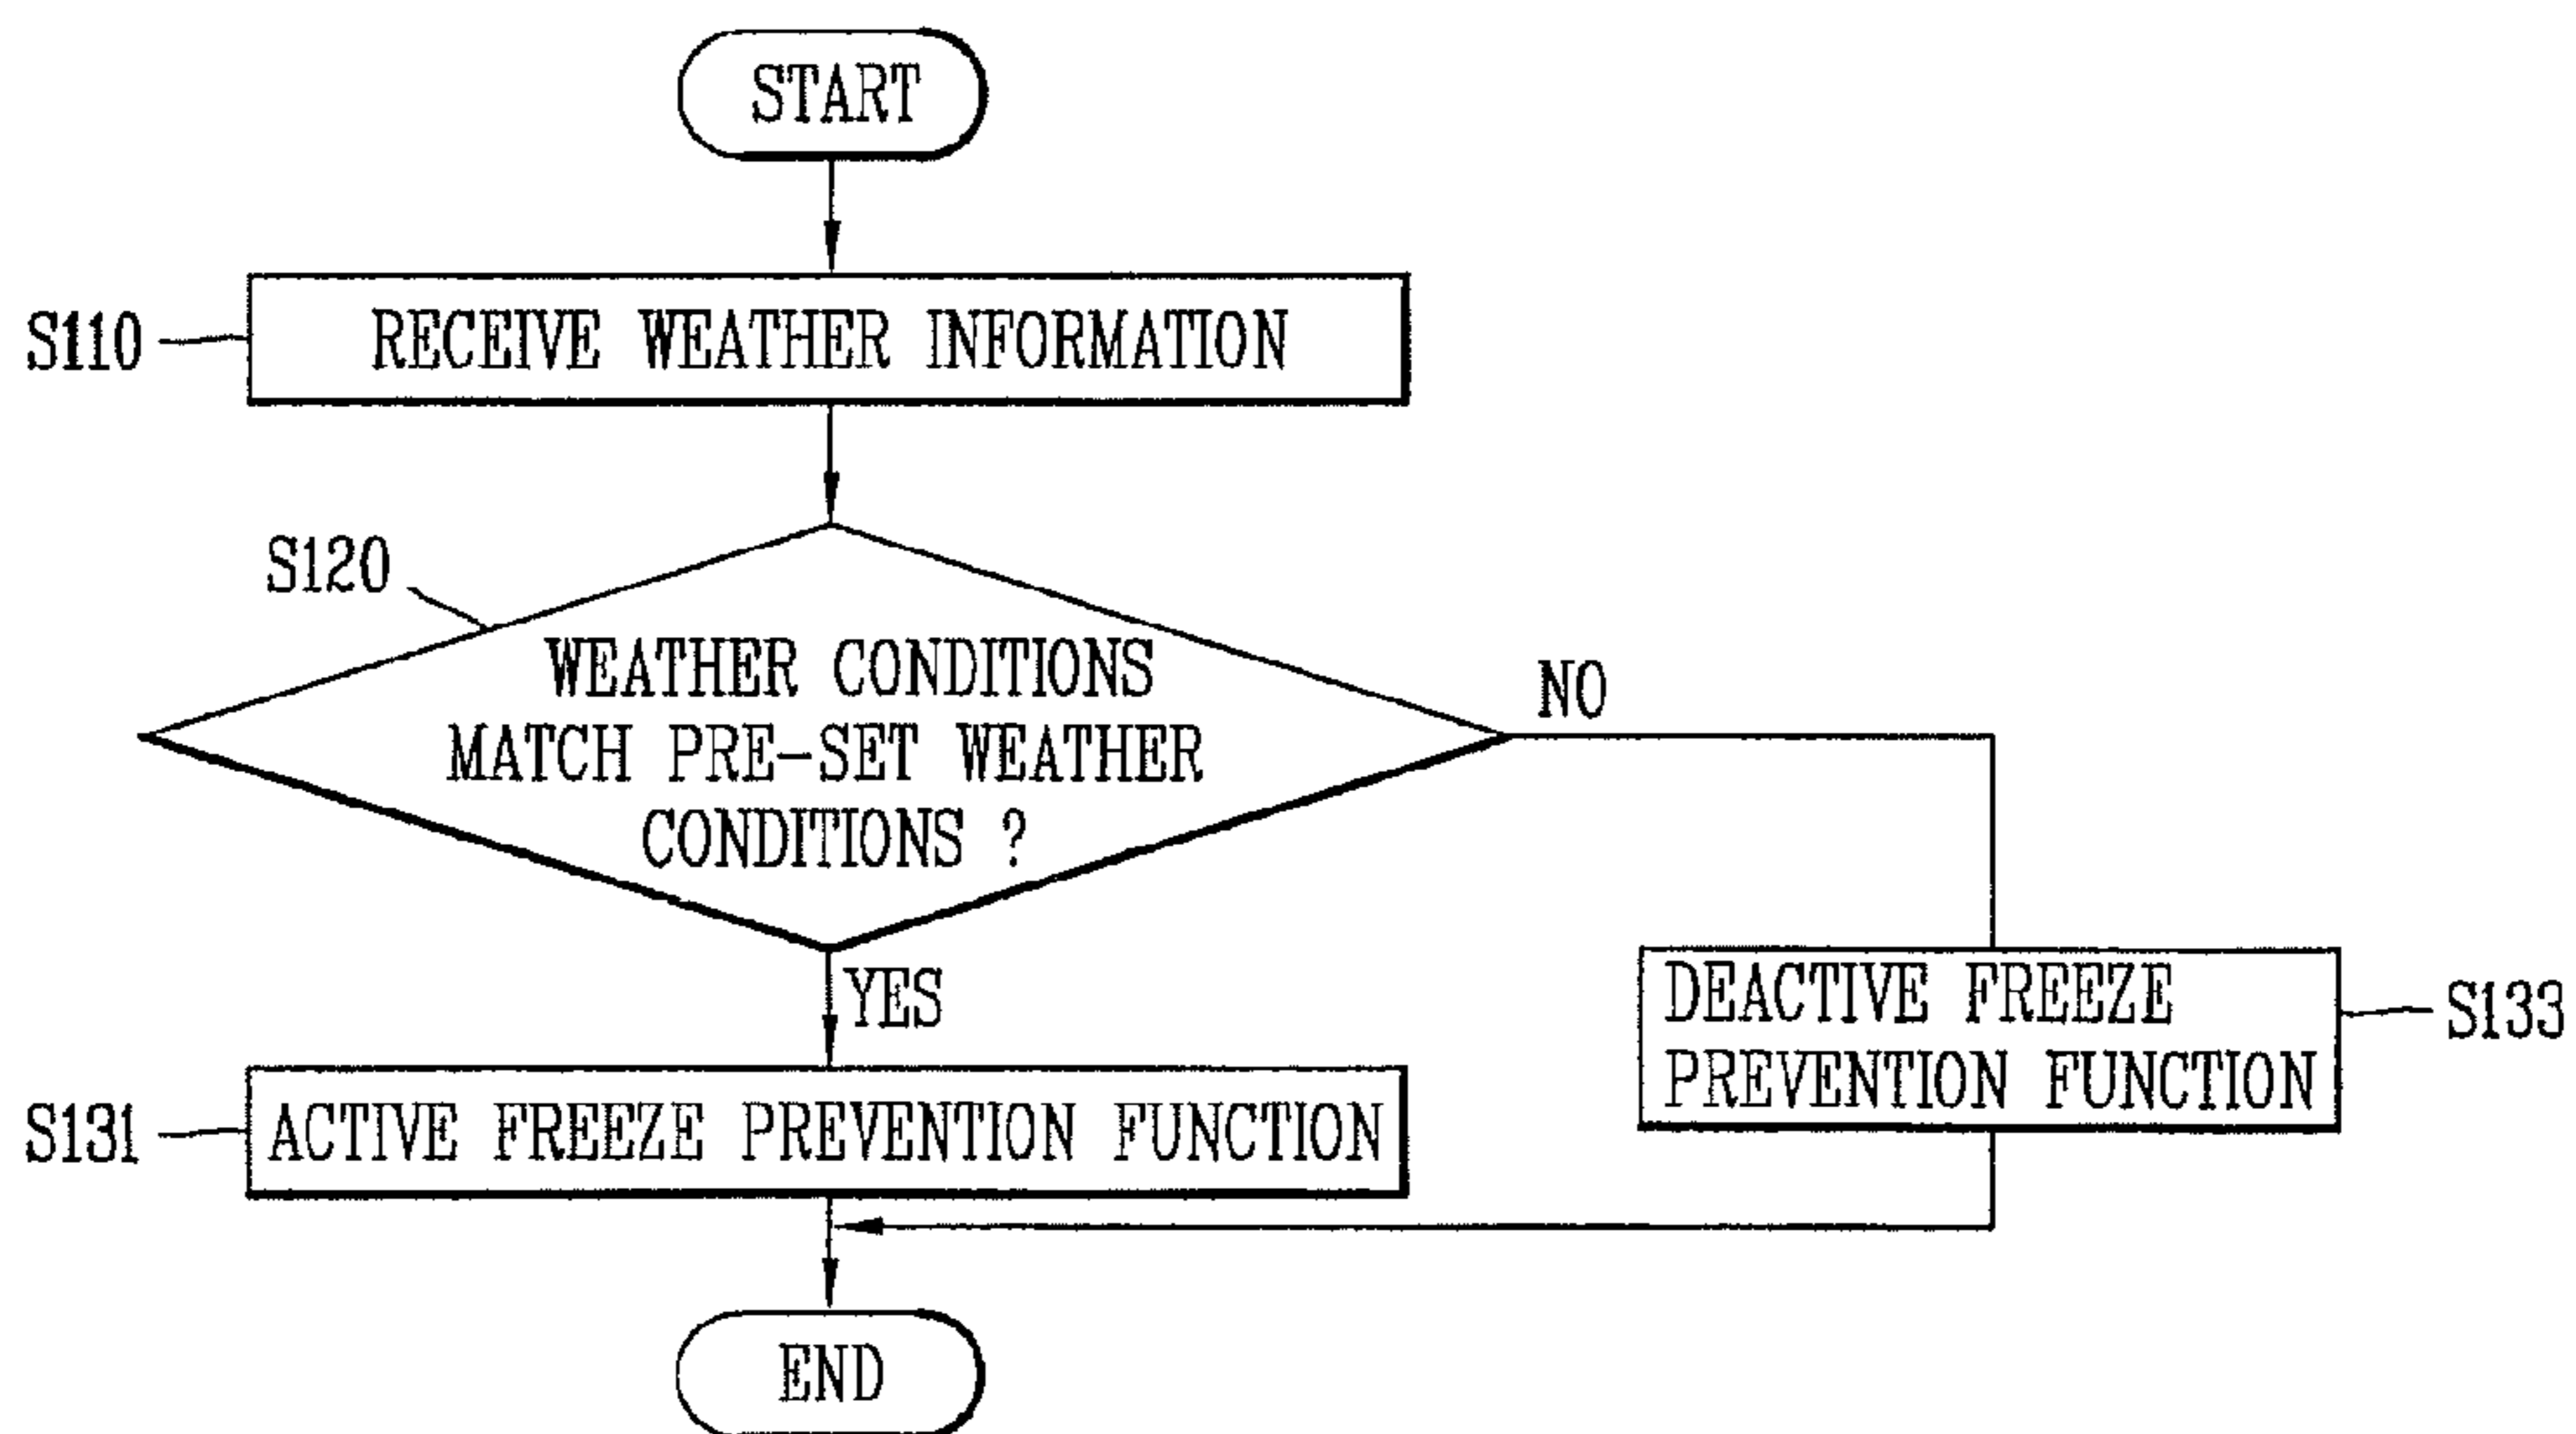 START
S110
RECEIVE WEATHER INFORMATION
S120
WEATHER CONDITIONS
MATCH PRE-SET WEATHER
CONDITIONS ?
NO
YES
DEACTIVE FREEZE
PREVENTION FUNCTION
S133
S131
ACTIVE FREEZE PREVENTION FUNCTION
END